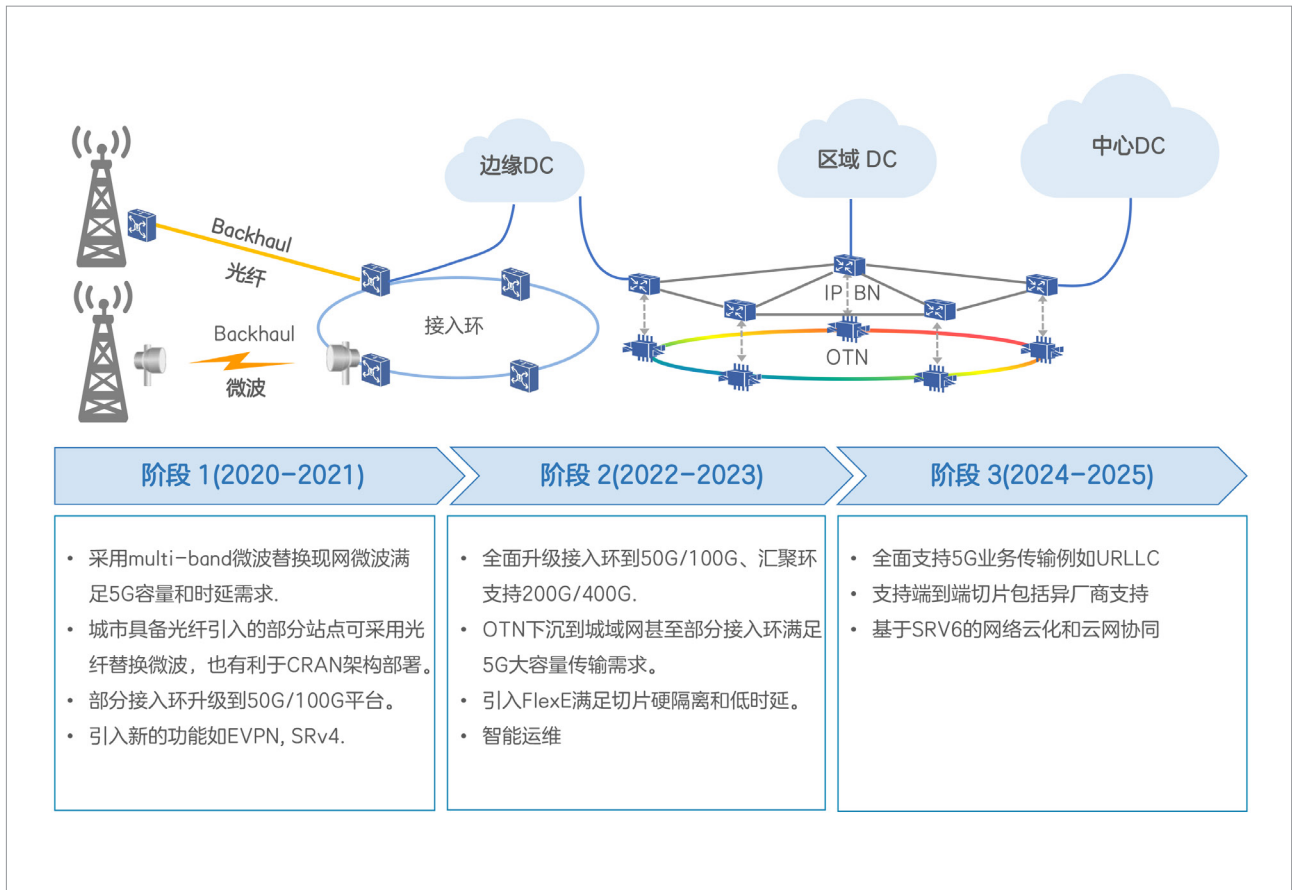 边缘DC
区域 DC
中心DC
Backhaul
光纤
IP BN
接入环
Backhaul
微波
OTN
阶段 1(2020-2021)
阶段 2(2022-2023)
阶段 3(2024-2025)
• 采用multi-band微波替换现网微波满
足5G容量和时延需求.
• 城市具备光纤引入的部分站点可采用光
纤替换微波，也有利于CRAN架构部署。
• 部分接入环升级到50G/100G平台。
• 引入新的功能如EVPN, SRv4.
• 全面升级接入环到50G/100G、汇聚环
支持200G/400G.
• OTN下沉到城域网甚至部分接入环满足
5G大容量传输需求。
• 引入FlexE满足切片硬隔离和低时延。
• 智能运维
• 全面支持5G业务传输例如URLLC
• 支持端到端切片包括异厂商支持
• 基于SRV6的网络云化和云网协同